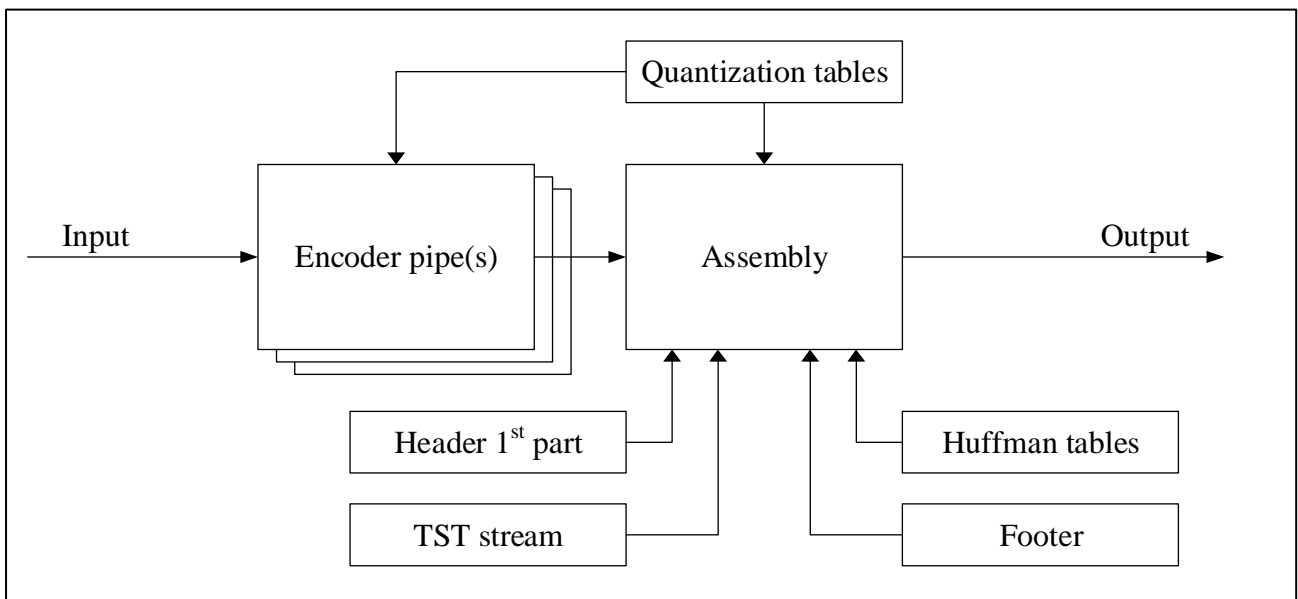 Quantization tables
Input
Encoder pipe(s)
Assembly
Output
Header 1st part
Huffman tables
TST stream
Footer